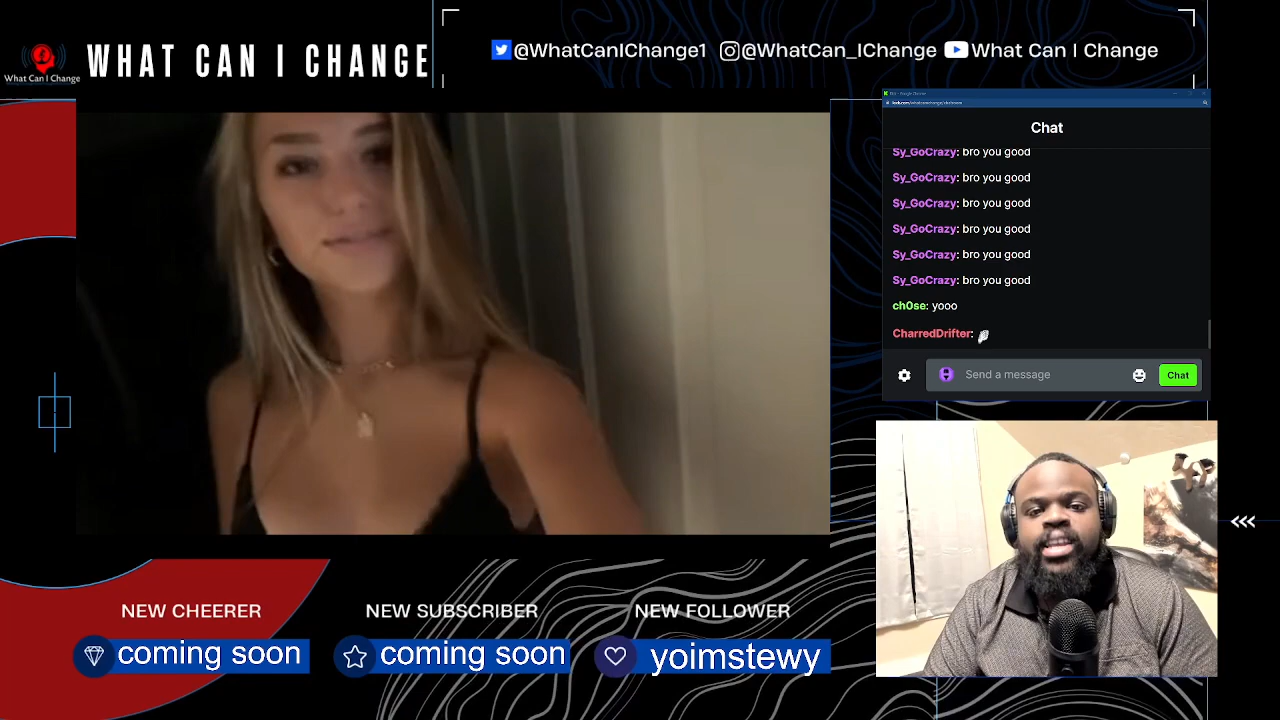 What Can I Change
WHAT CAN I CHANGE
@WhatCanIChange1 @WhatCan_IChange What Can I Change
Chat
Sy_GoCrazy: bro you good
Sy_GoCrazy: bro you good
Sy_GoCrazy: bro you good
Sy_GoCrazy: bro you good
Sy_GoCrazy: bro you good
Sy_GoCrazy: bro you good
ch0se: yooo
CharredDrifter:
Send a message
Chat
NEW CHEERER
NEW SUBSCRIBER
NEW FOLLOWER
coming soon
coming soon
yoimstewy